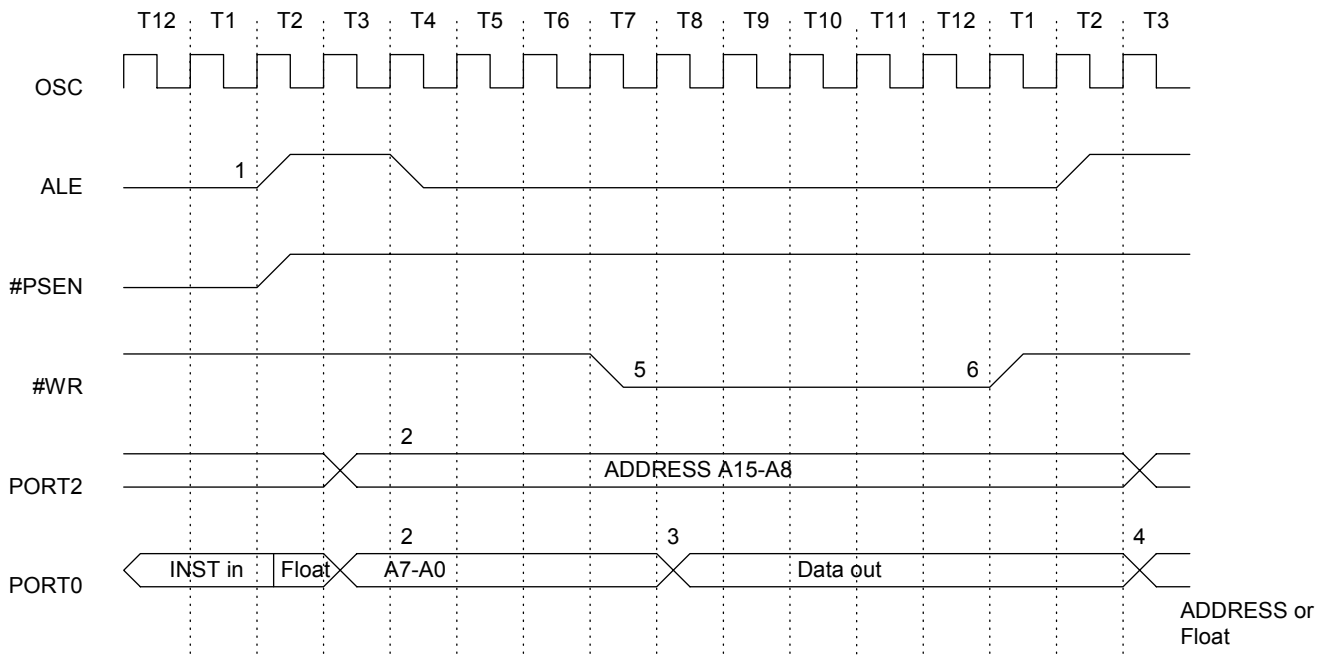 T12 T1 T2 T3 T4 T5 T6 T7 T8 T9 T10 T11 T12 T1 T2 T3
OSC
1
ALE
#PSEN
5 6
#WR
2
ADDRESS A15-A8
PORT2
2 3 4
INST in Float A7-A0 Data out
PORT0
ADDRESS or
Float